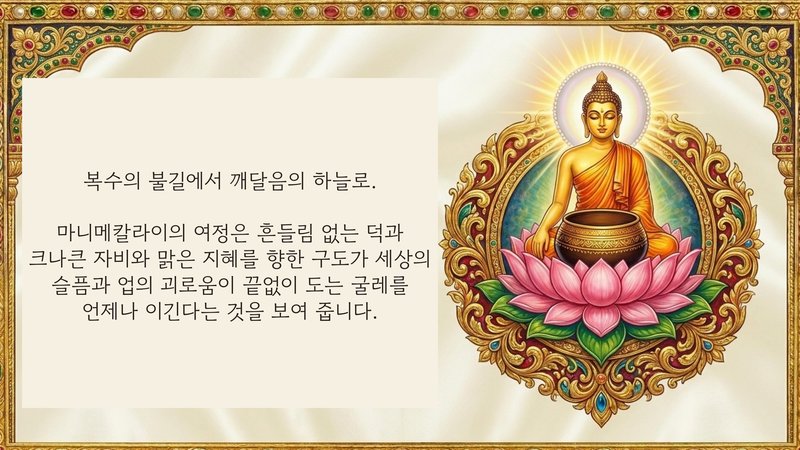 복수의 불길에서 깨달음의 하늘로.
마니메칼라이의 여정은 흔들림 없는 덕과
크나큰 자비와 맑은 지혜를 향한 구도가 세상의
슬픔과 업의 괴로움이 끝없이 도는 굴레를
언제나 이긴다는 것을 보여 줍니다.